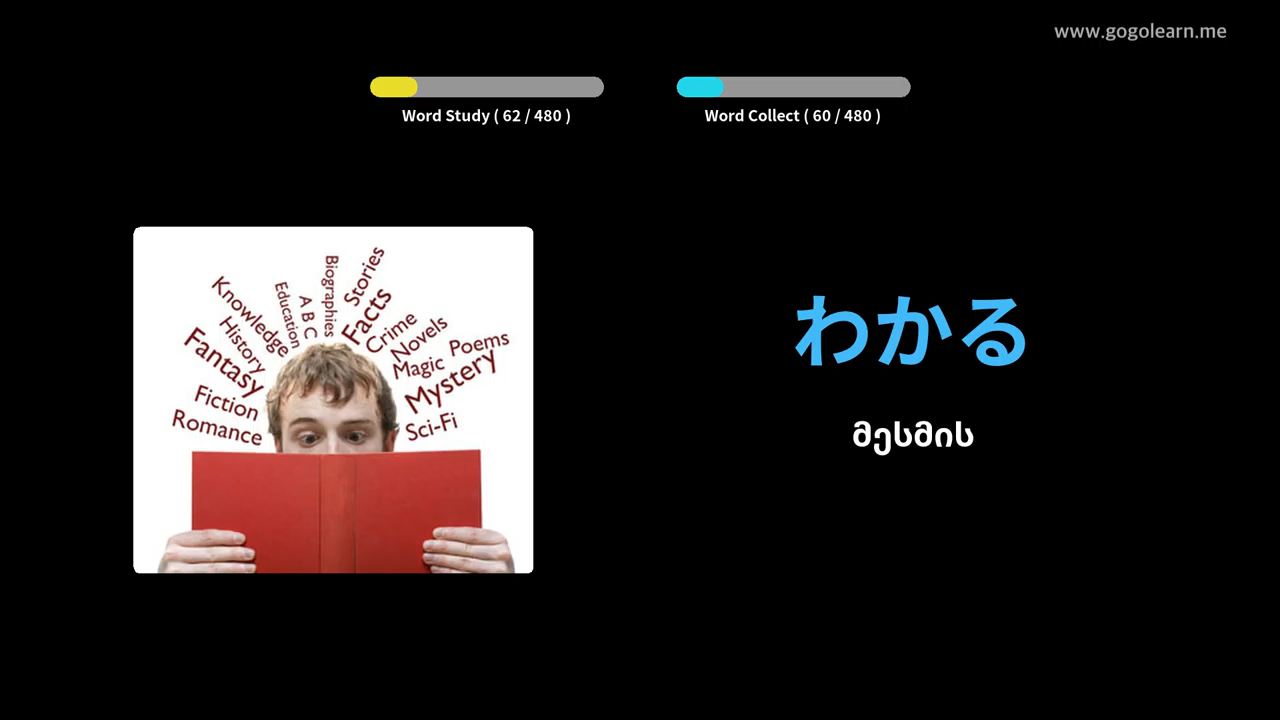 www.gogolearn.me
Word Study ( 62 / 480 )
Word Collect ( 60 / 480 )
Biographies
Stories
Education
A B C
Facts
Knowledge
Crime
History
Novels
Poems
Fantasy
Magic
Mystery
Fiction
Romance
Sci-Fi
わかる
მესმის